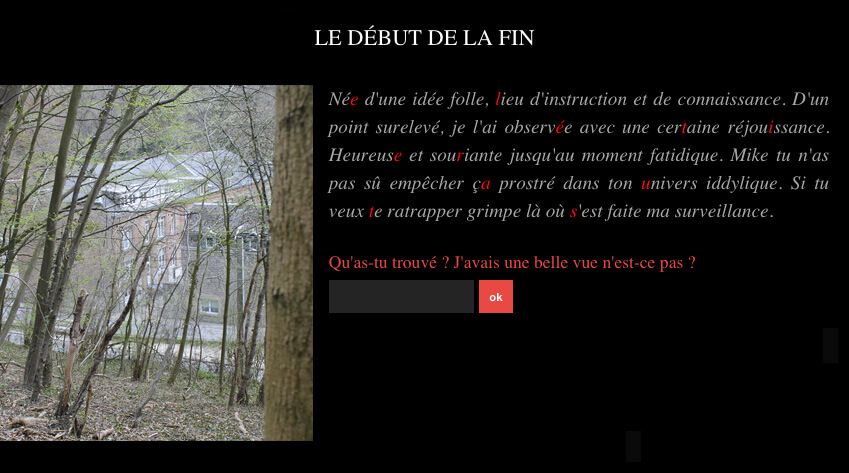 LE DÉBUT DE LA FIN
Née d'une idée folle, lieu d'instruction et de connaissance. D'un
point surelevé, je l'ai observée avec une certaine réjouissance.
Heureuse et souriante jusqu'au moment fatidique. Mike tu n'as
pas sû empêcher ça prostré dans ton univers iddylique. Si tu
veux te ratrapper grimpe là où s'est faite ma surveillance.
Qu'as-tu trouvé ? J'avais une belle vue n'est-ce pas ?
ok